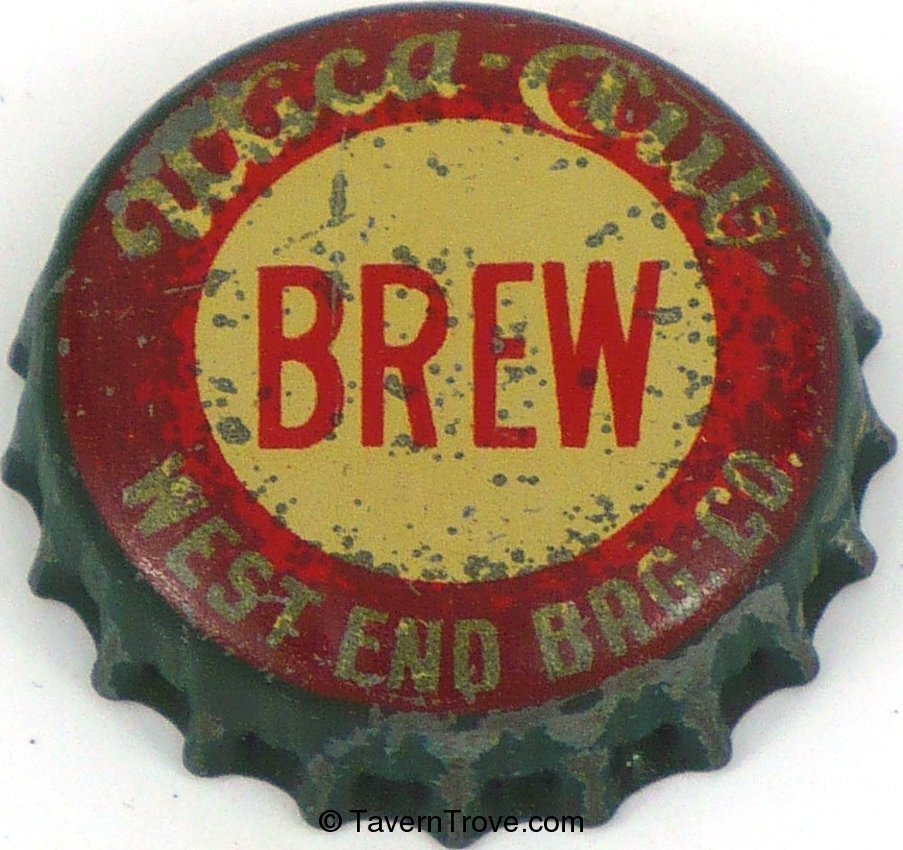 Utica-Club
BREW
WEST END BRG. CO.
© TavernTrove.com